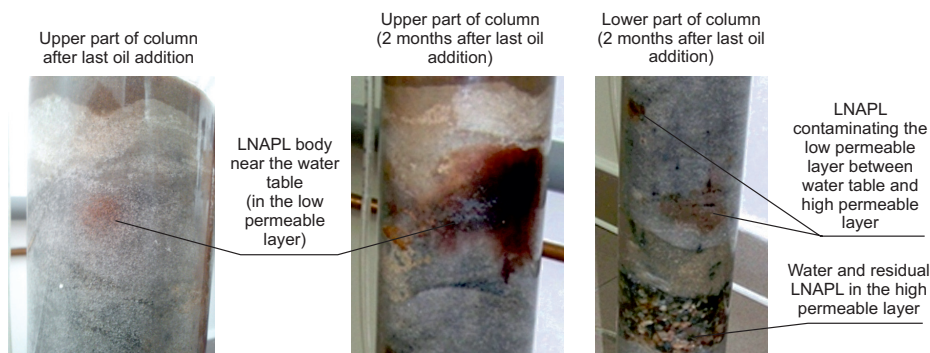 Upper part of column
after last oil addition
Upper part of column
(2 months after last oil
addition)
Lower part of column
(2 months after last oil
addition)
LNAPL body
near the water
table
(in the low
permeable
layer)
LNAPL
contaminating the
low permeable
layer between
water table and
high permeable
layer
Water and residual
LNAPL in the high
permeable layer